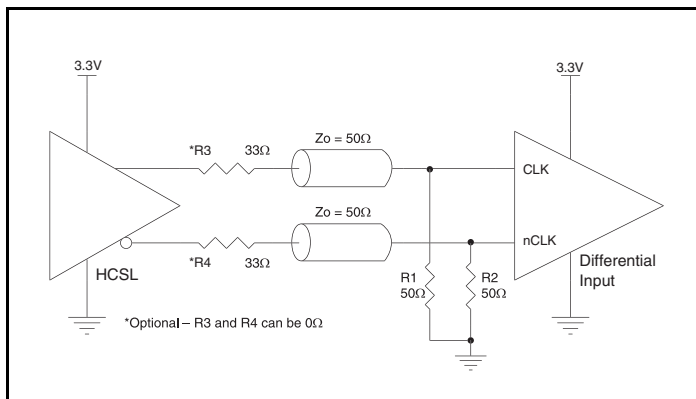 3.3V
3.3V
*R3 33Ω
Zo = 50Ω
CLK
Zo = 50Ω
nCLK
HCSL
*R4 33Ω
R1
50Ω
R2
50Ω
Differential
Input
*Optional – R3 and R4 can be 0Ω